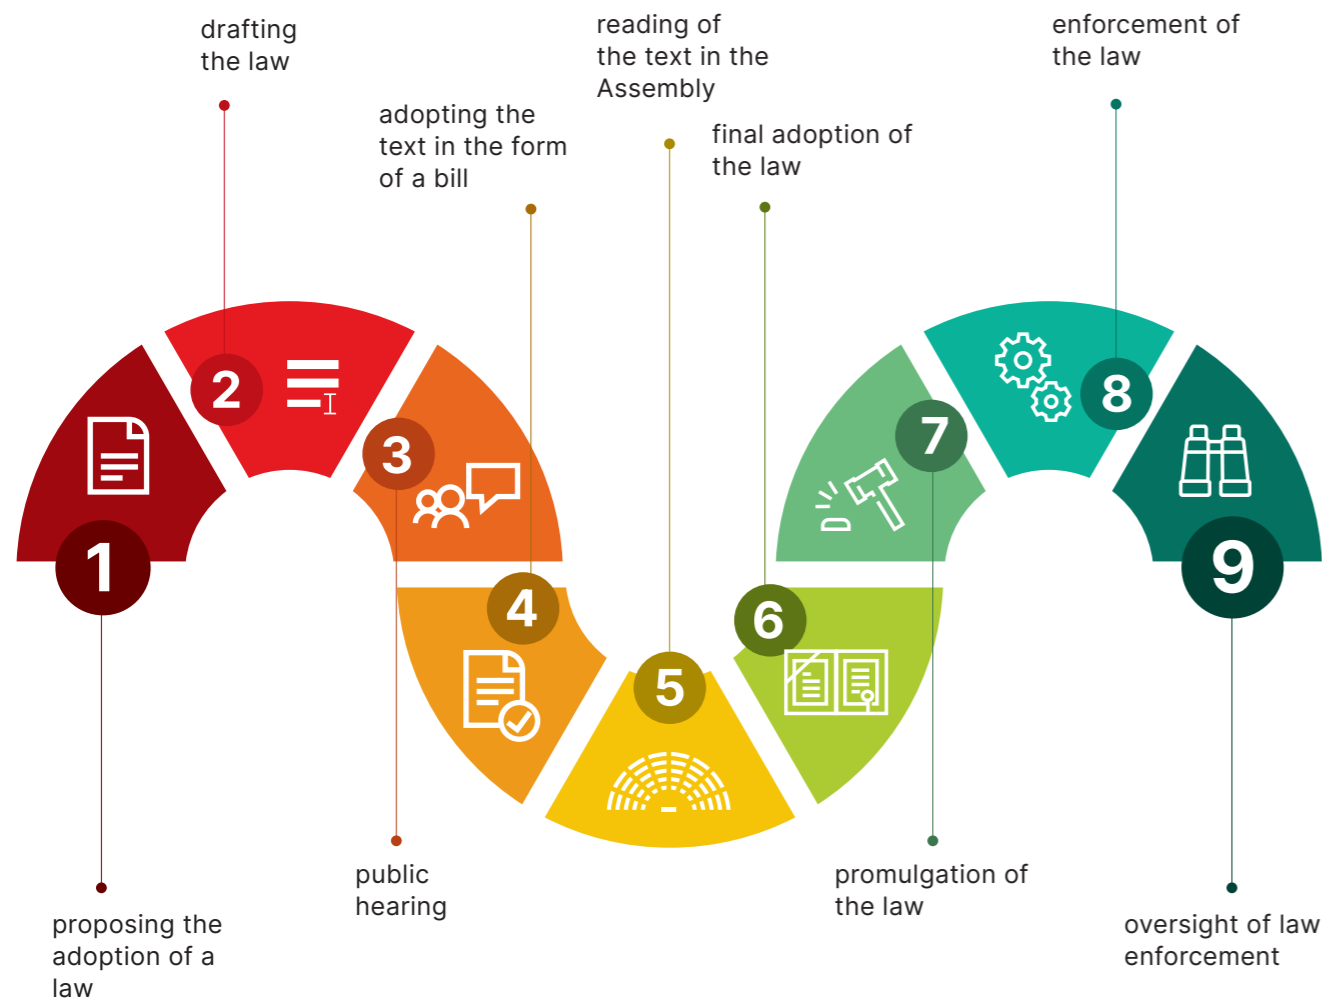 drafting
the law
reading of
the text in the
Assembly
enforcement of
the law
adopting the
text in the form
of a bill
final adoption of
the law
1
2
3
4
5
6
7
8
9
public
hearing
promulgation of
the law
proposing the
adoption of a
law
oversight of law
enforcement